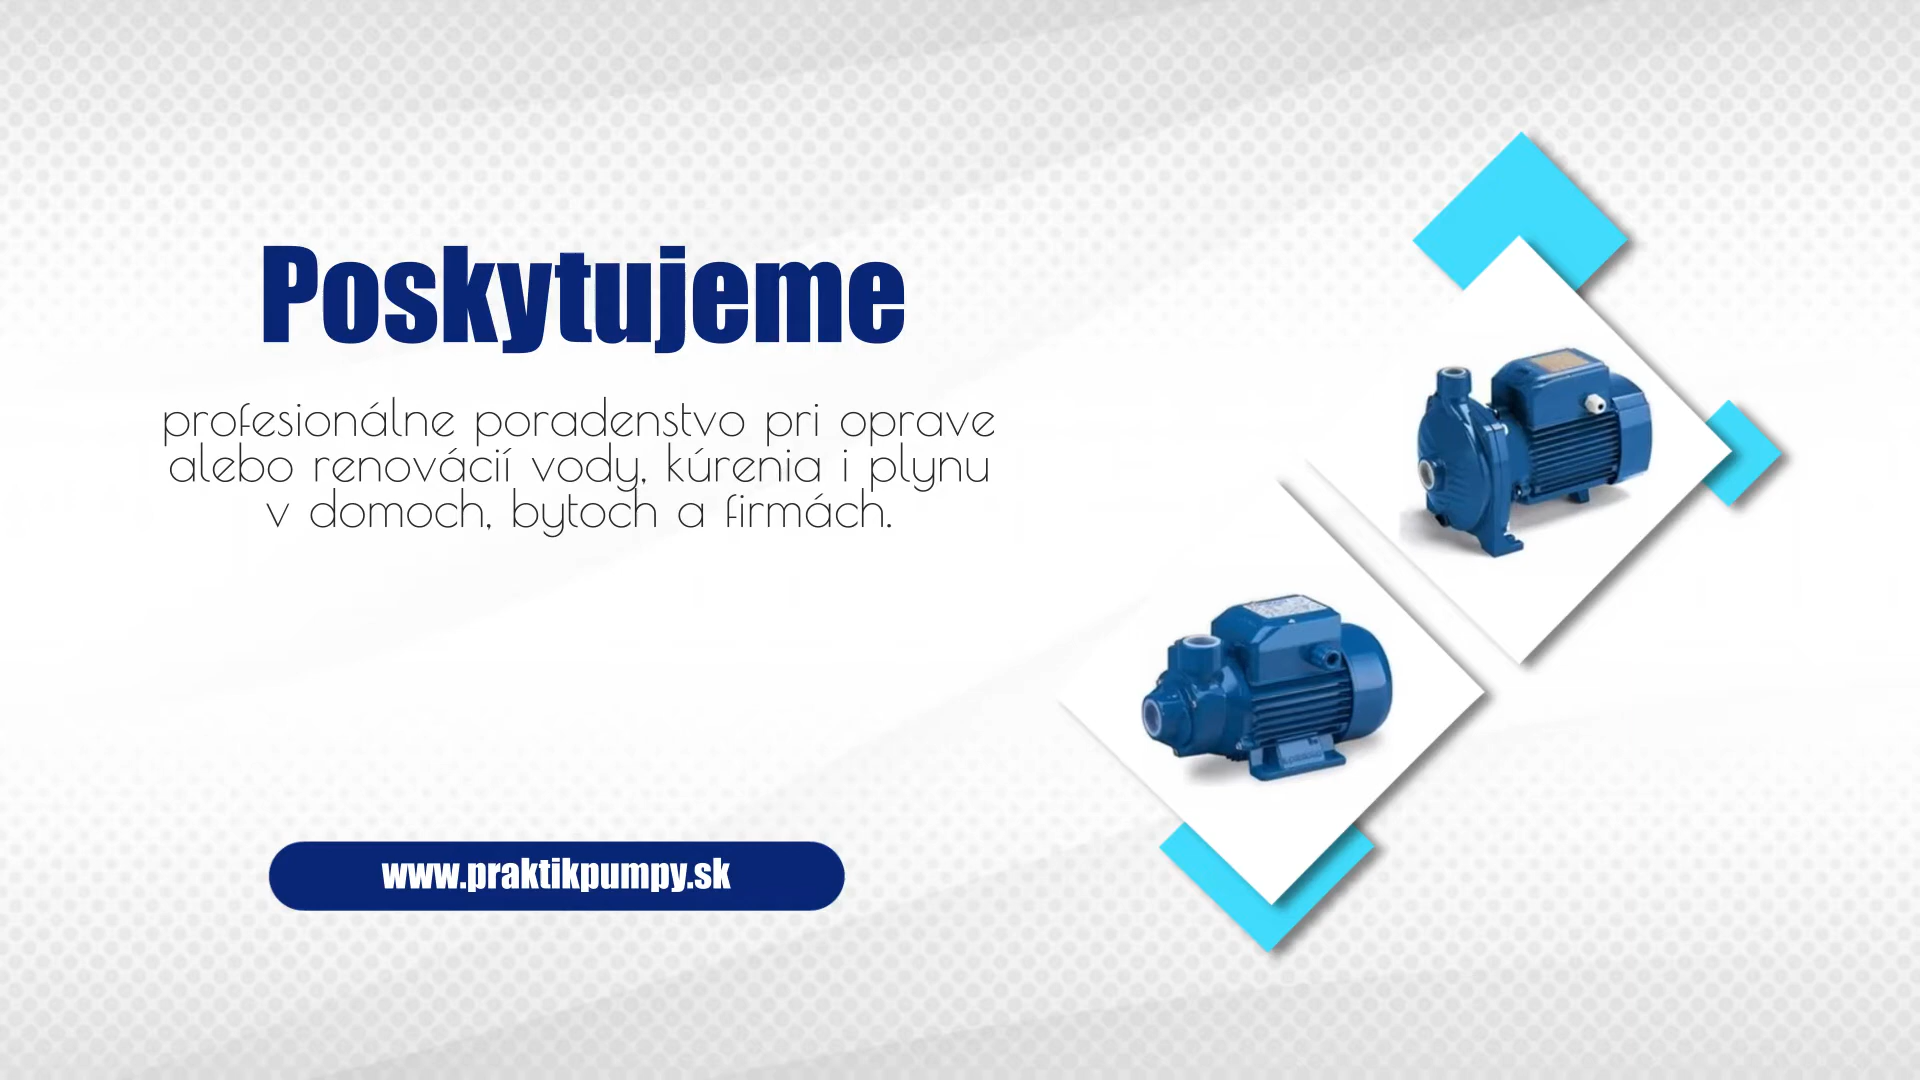 Poskytujeme
profesionálne poradenstvo pri oprave
alebo renovácií vody, kúrenia i plynu
v domoch, bytoch a firmách.
www.praktikpumpy.sk